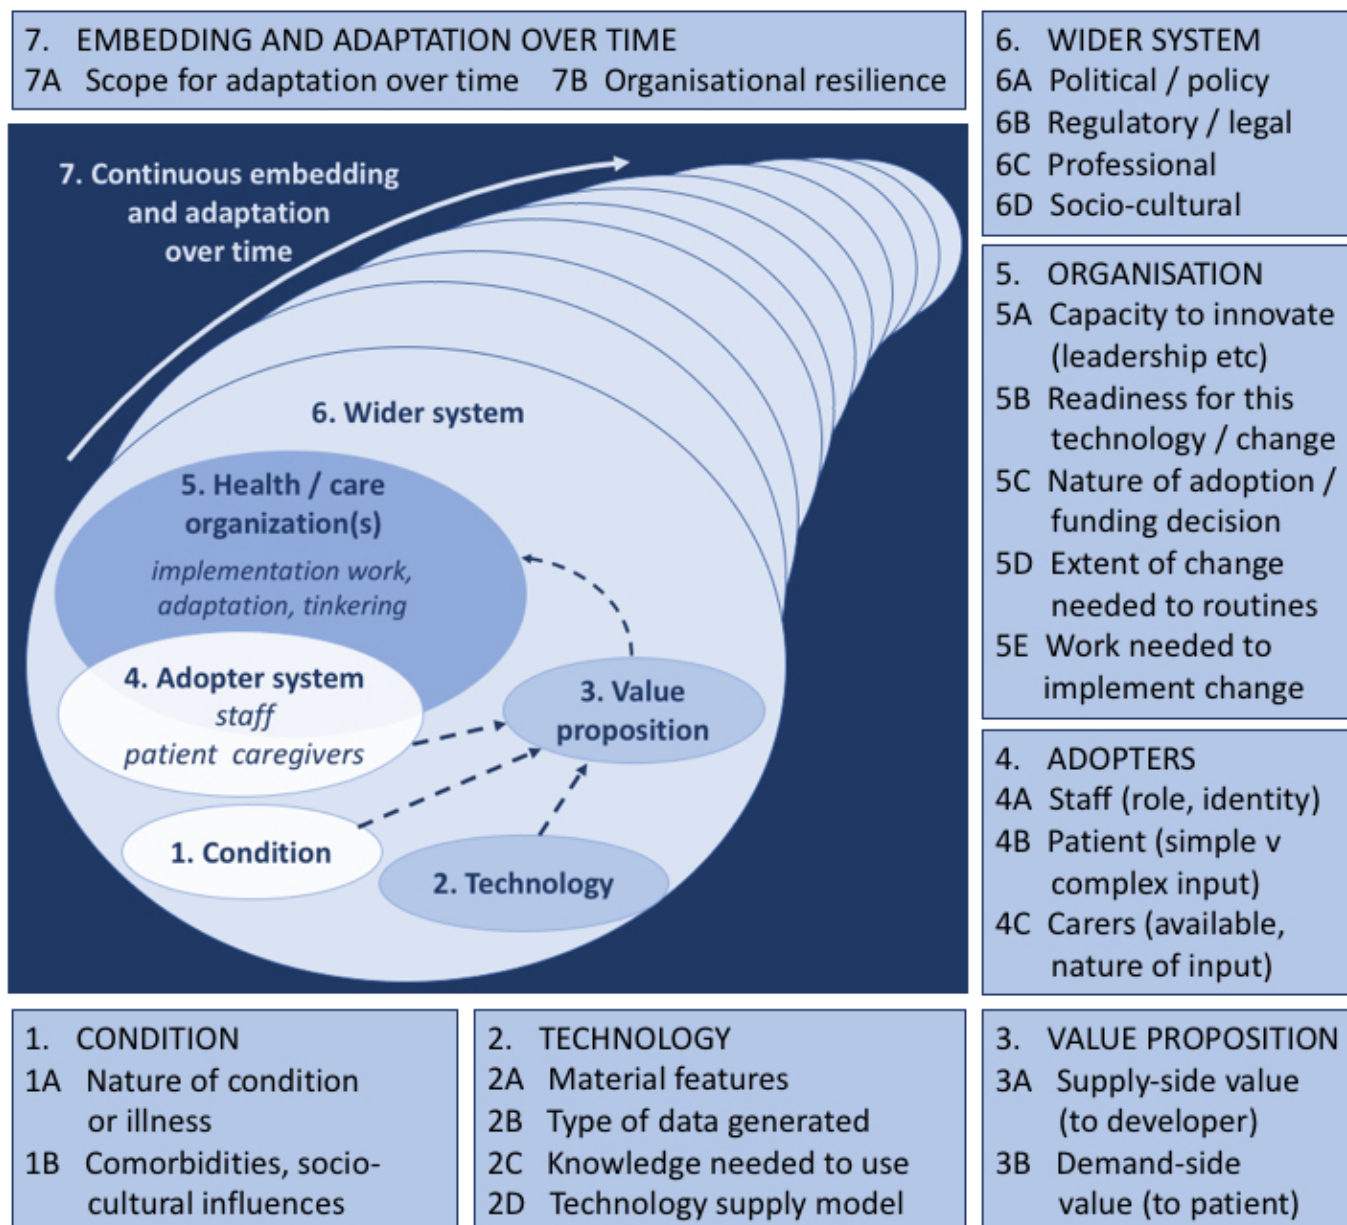 7. EMBEDDING AND ADAPTATION OVER TIME
7A Scope for adaptation over time 7B Organisational resilience
7. Continuous embedding
and adaptation
over time
6. Wider system
5. Health / care
organization(s)
implementation work,
adaptation, tinkering
4. Adopter system
staff
patient caregivers
3. Value
proposition
1. Condition
2. Technology
6. WIDER SYSTEM
6A Political / policy
6B Regulatory / legal
6C Professional
6D Socio-cultural
5. ORGANISATION
5A Capacity to innovate
(leadership etc)
5B Readiness for this
technology / change
5C Nature of adoption /
funding decision
5D Extent of change
needed to routines
5E Work needed to
implement change
4. ADOPTERS
4A Staff (role, identity)
4B Patient (simple v
complex input)
4C Carers (available,
nature of input)
1. CONDITION
1A Nature of condition
or illness
1B Comorbidities, socio-
cultural influences
2. TECHNOLOGY
2A Material features
2B Type of data generated
2C Knowledge needed to use
2D Technology supply model
3. VALUE PROPOSITION
3A Supply-side value
(to developer)
3B Demand-side
value (to patient)